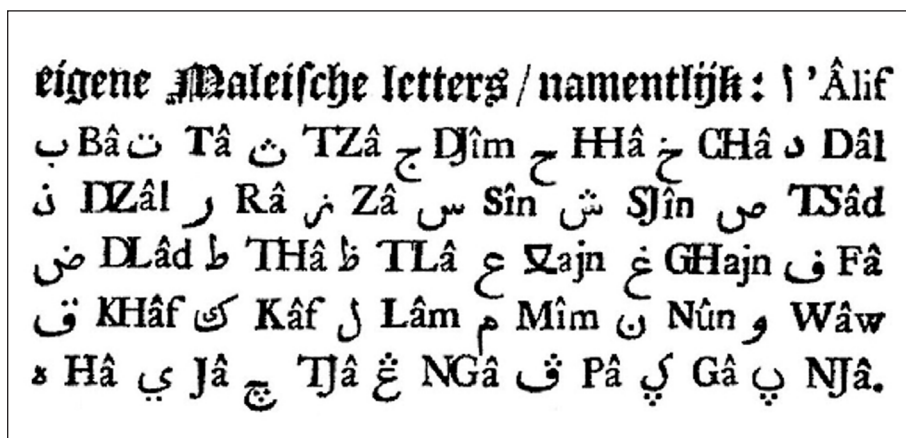 eigene Maleiſche letters/namentlijk: ا ’Âlif
ب Bâ ت Tâ ث TZâ ج DJîm ح HHâ خ CHâ د Dâl
ذ DZâl ر Râ ز Zâ س Sîn ش SJîn ص TSâd
ض DLâd ط THâ ظ TLâ ع ∇ajn غ GHajn ف Fâ
ق KHâf ك Kâf ل Lâm م Mîm ن Nûn و Wâw
ه Hâ ي Jâ چ TJâ ڠ NGâ ڤ Pâ ڮ Gâ پ NJâ.